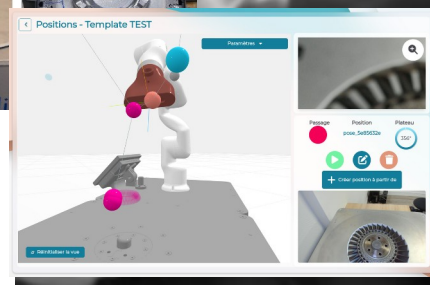 Positions - Template TEST
Paramètres
Passage Position Plateau
pose_5e85632e
356°
Créer position à partir de
Réinitialiser la vue